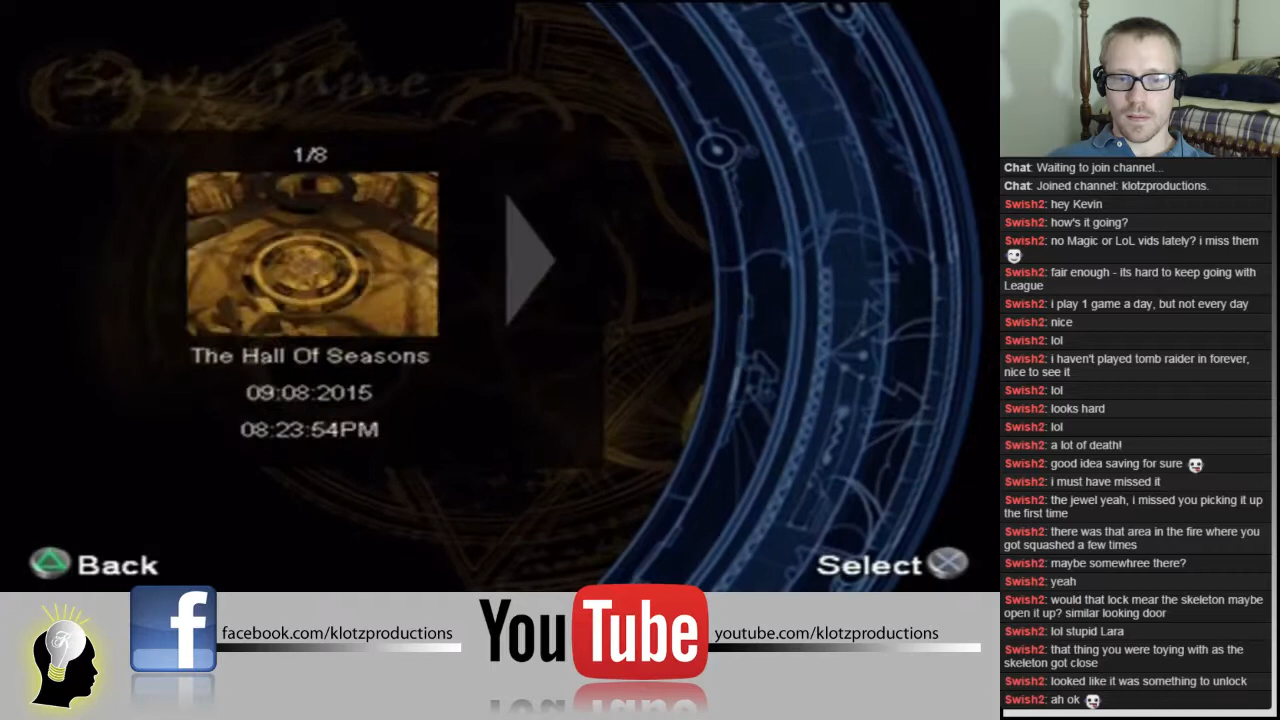 Save Game
1/8
The Hall Of Seasons
09:08:2015
08:23:54PM
Back
Select
facebook.com/klotzproductions
YouTube
youtube.com/klotzproductions
Chat: Waiting to join channel...
Chat: Joined channel: klotzproductions.
Swish2: hey Kevin
Swish2: how's it going?
Swish2: no Magic or LoL vids lately? i miss them
Swish2: fair enough - its hard to keep going with
League
Swish2: i play 1 game a day, but not every day
Swish2: nice
Swish2: lol
Swish2: i haven't played tomb raider in forever,
nice to see it
Swish2: lol
Swish2: looks hard
Swish2: lol
Swish2: a lot of death!
Swish2: good idea saving for sure
Swish2: i must have missed it
Swish2: the jewel yeah, i missed you picking it up
the first time
Swish2: there was that area in the fire where you
got squashed a few times
Swish2: maybe somewhree there?
Swish2: yeah
Swish2: would that lock mear the skeleton maybe
open it up? similar looking door
Swish2: lol stupid Lara
Swish2: that thing you were toying with as the
skeleton got close
Swish2: looked like it was something to unlock
Swish2: ah ok